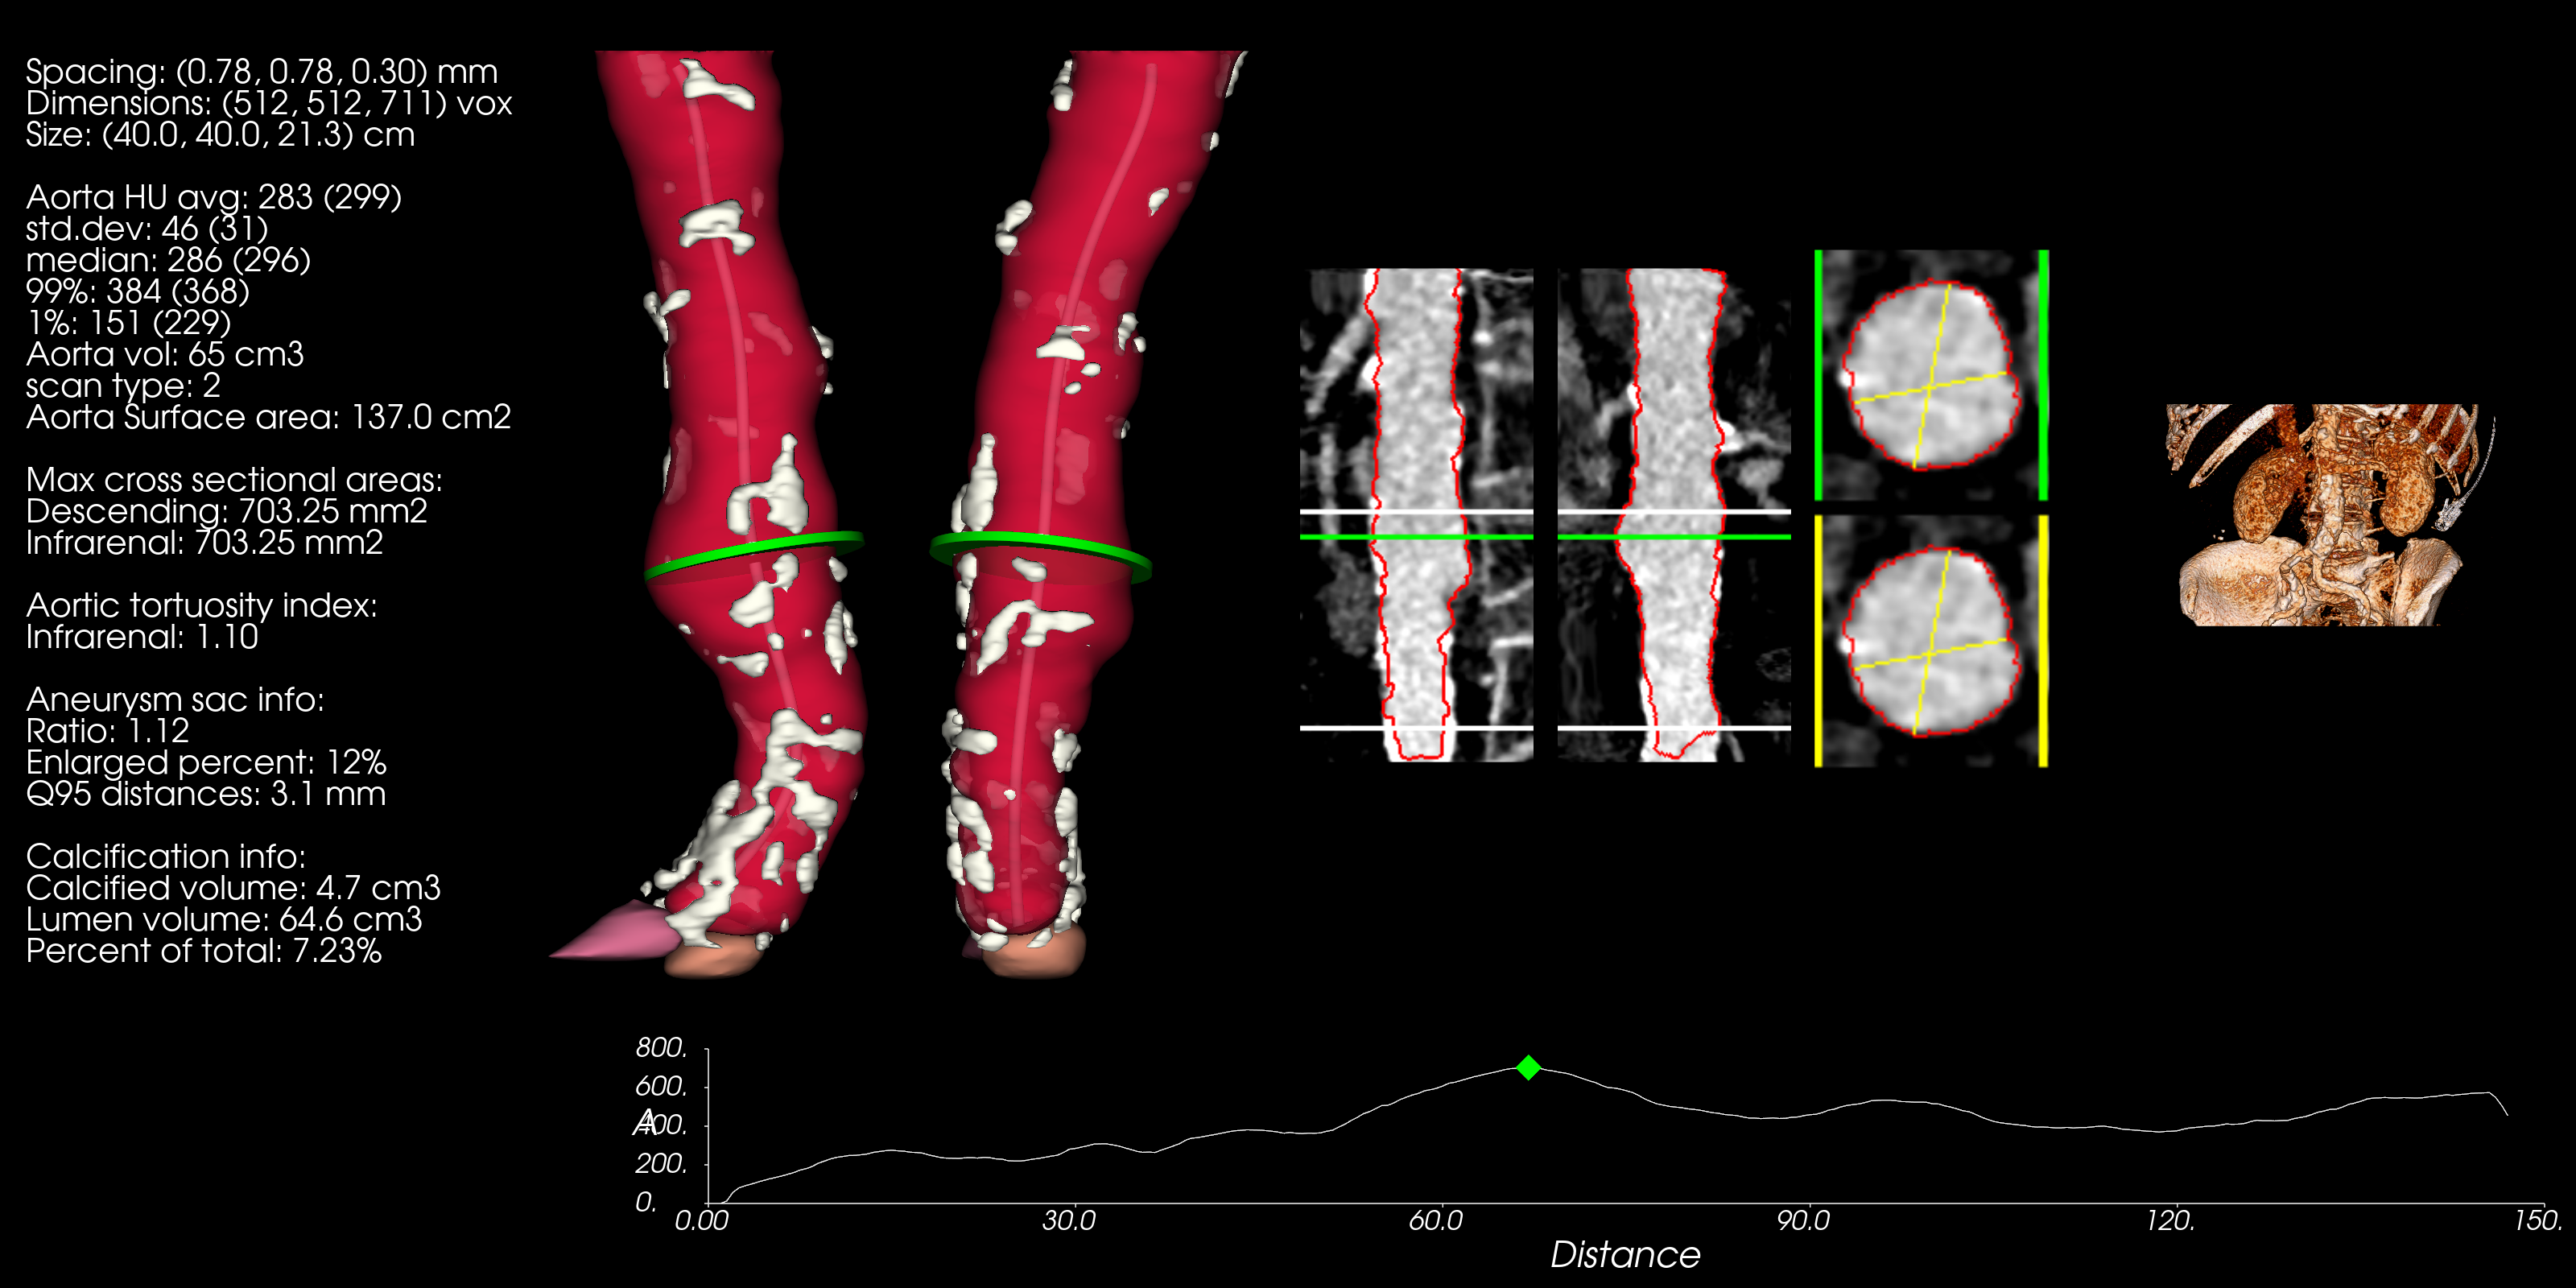 Spacing: (0.78, 0.78, 0.30) mm
Dimensions: (512, 512, 711) vox
Size: (40.0, 40.0, 21.3) cm
Aorta HU avg: 283 (299)
std.dev: 46 (31)
median: 286 (296)
99%: 384 (368)
1%: 151 (229)
Aorta vol: 65 cm3
scan type: 2
Aorta Surface area: 137.0 cm2
Max cross sectional areas:
Descending: 703.25 mm2
Infrarenal: 703.25 mm2
Aortic tortuosity index:
Infrarenal: 1.10
Aneurysm sac info:
Ratio: 1.12
Enlarged percent: 12%
Q95 distances: 3.1 mm
Calcification info:
Calcified volume: 4.7 cm3
Lumen volume: 64.6 cm3
Percent of total: 7.23%
800.
600.
A
400.
200.
0.
0.00 30.0 60.0 90.0 120. 150.
Distance